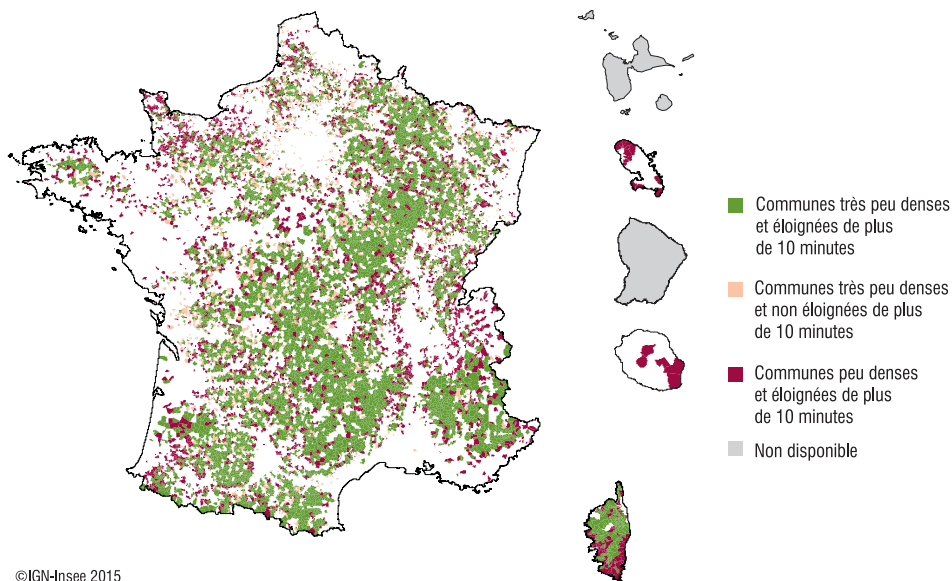 Communes très peu denses
et éloignées de plus
de 10 minutes
Communes très peu denses
et non éloignées de plus
de 10 minutes
Communes peu denses
et éloignées de plus
de 10 minutes
Non disponible
©IGN-Insee 2015